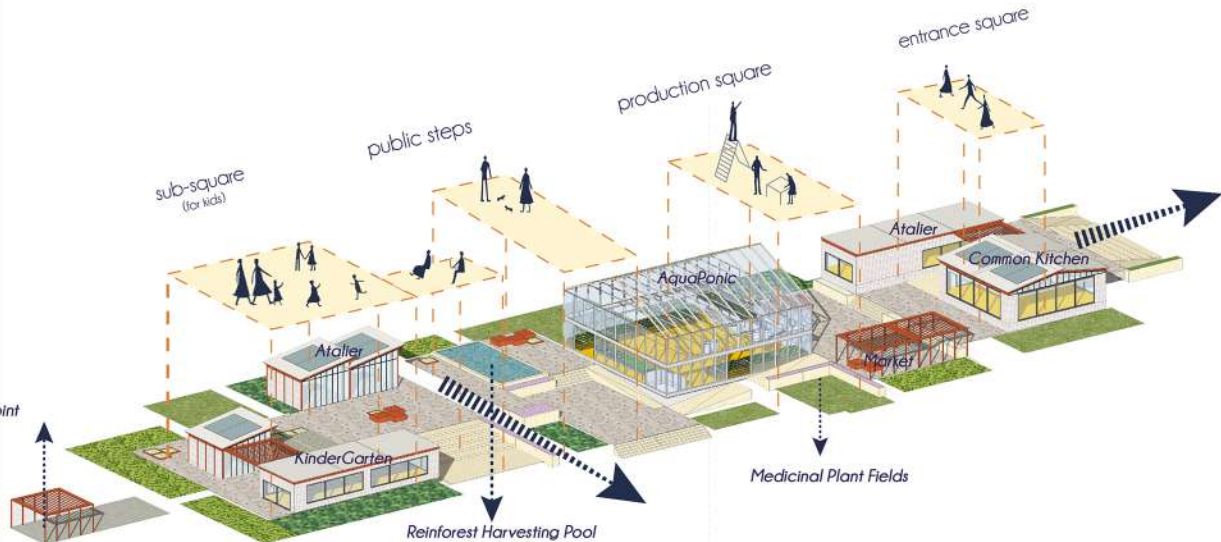 entrance square
production square
public steps
sub-square
(for kids)
Atalier
Common Kitchen
AquaPonic
Market
Atalier
KinderGarten
Medicinal Plant Fields
Reinforest Harvesting Pool